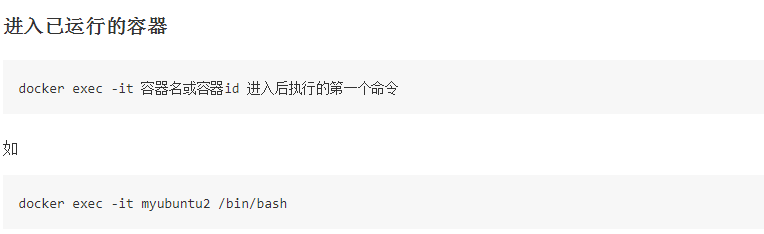 进入已运行的容器
docker exec -it 容器名或容器id 进入后执行的第一个命令
如
docker exec -it myubuntu2 /bin/bash